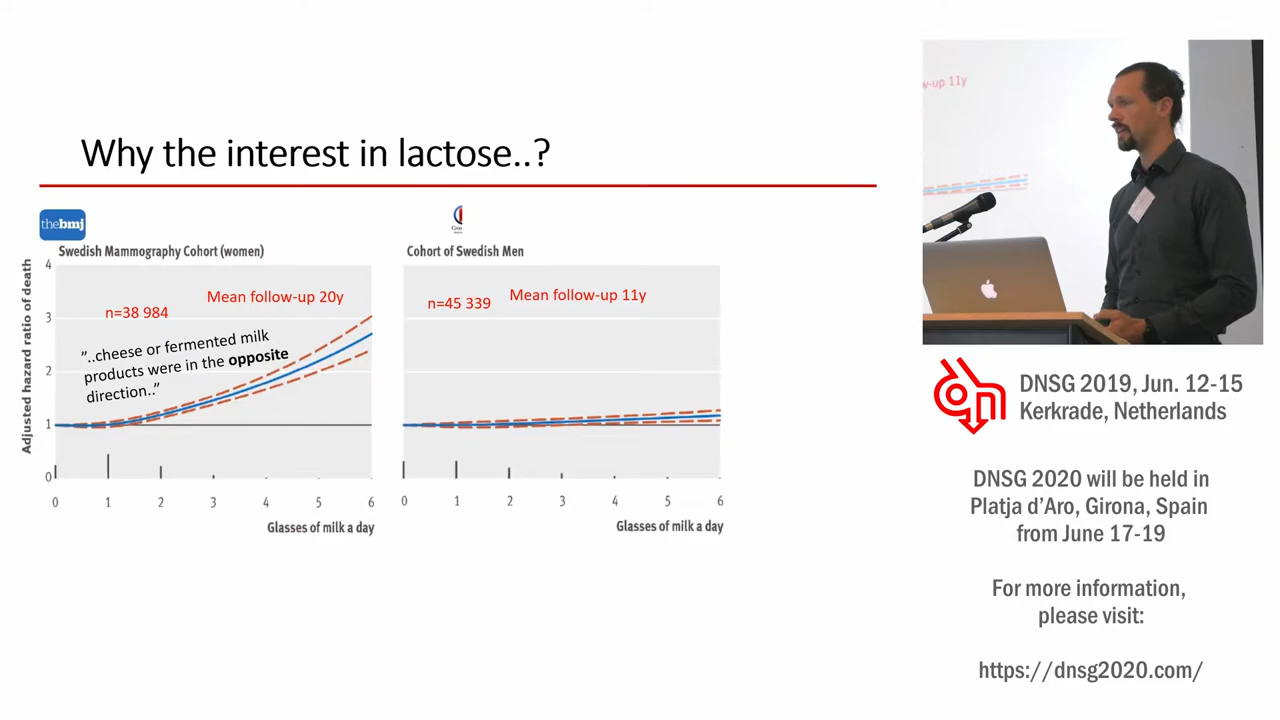 Why the interest in lactose..?
thebmj
Swedish Mammography Cohort (women)
Adjusted hazard ratio of death
4
3
2
1
0
n=38 984
Mean follow-up 20y
"..cheese or fermented milk
products were in the opposite
direction.."
0 1 2 3 4 5 6
Glasses of milk a day
Cohort of Swedish Men
n=45 339
Mean follow-up 11y
0 1 2 3 4 5 6
Glasses of milk a day
w-up 11y
DNSG 2019, Jun. 12-15
Kerkrade, Netherlands
DNSG 2020 will be held in
Platja d'Aro, Girona, Spain
from June 17-19
For more information,
please visit:
https://dnsg2020.com/